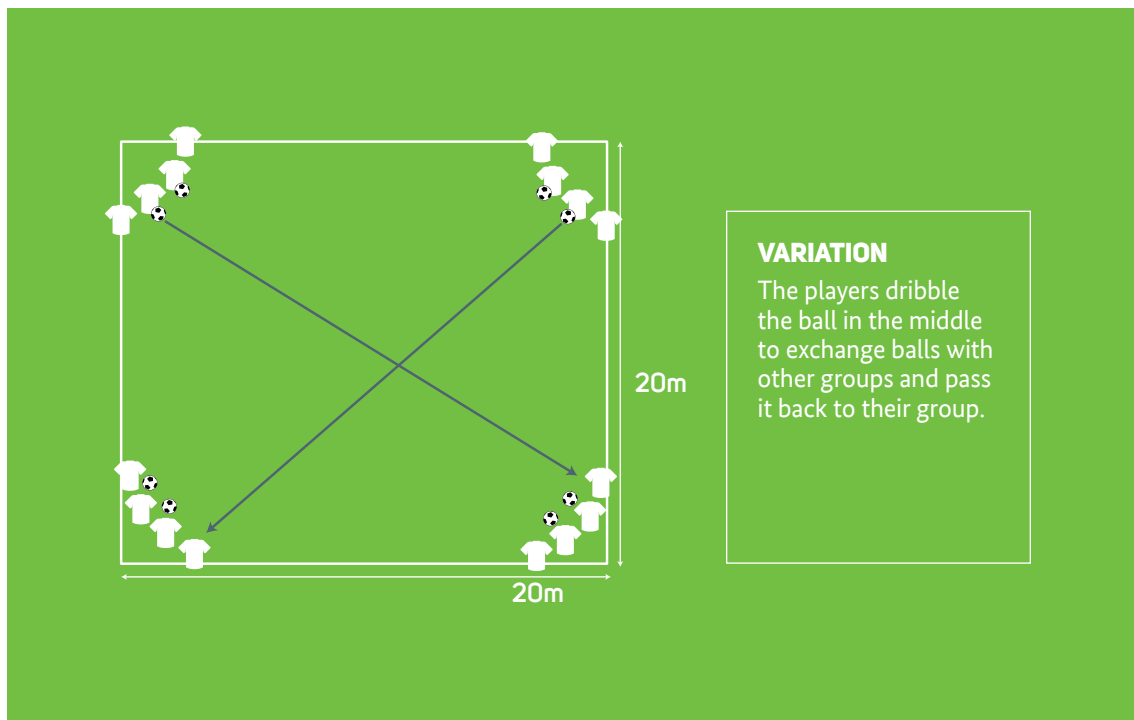 VARIATION
The players dribble
the ball in the middle
to exchange balls with
other groups and pass
it back to their group.
20m
20m